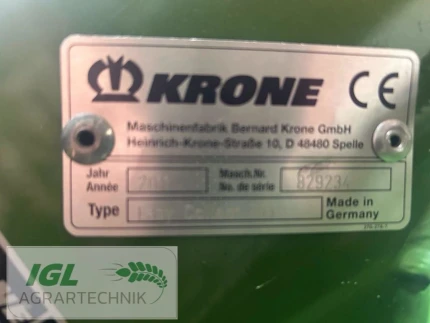 KRONE CE
Maschinenfabrik Bernard Krone GmbH
Heinrich-Krone-Straße 10, D 48480 Spelle
Jahr
Année
Masch.Nr.
No. de série
829234
Type
Made in
Germany
IGL
AGRARTECHNIK